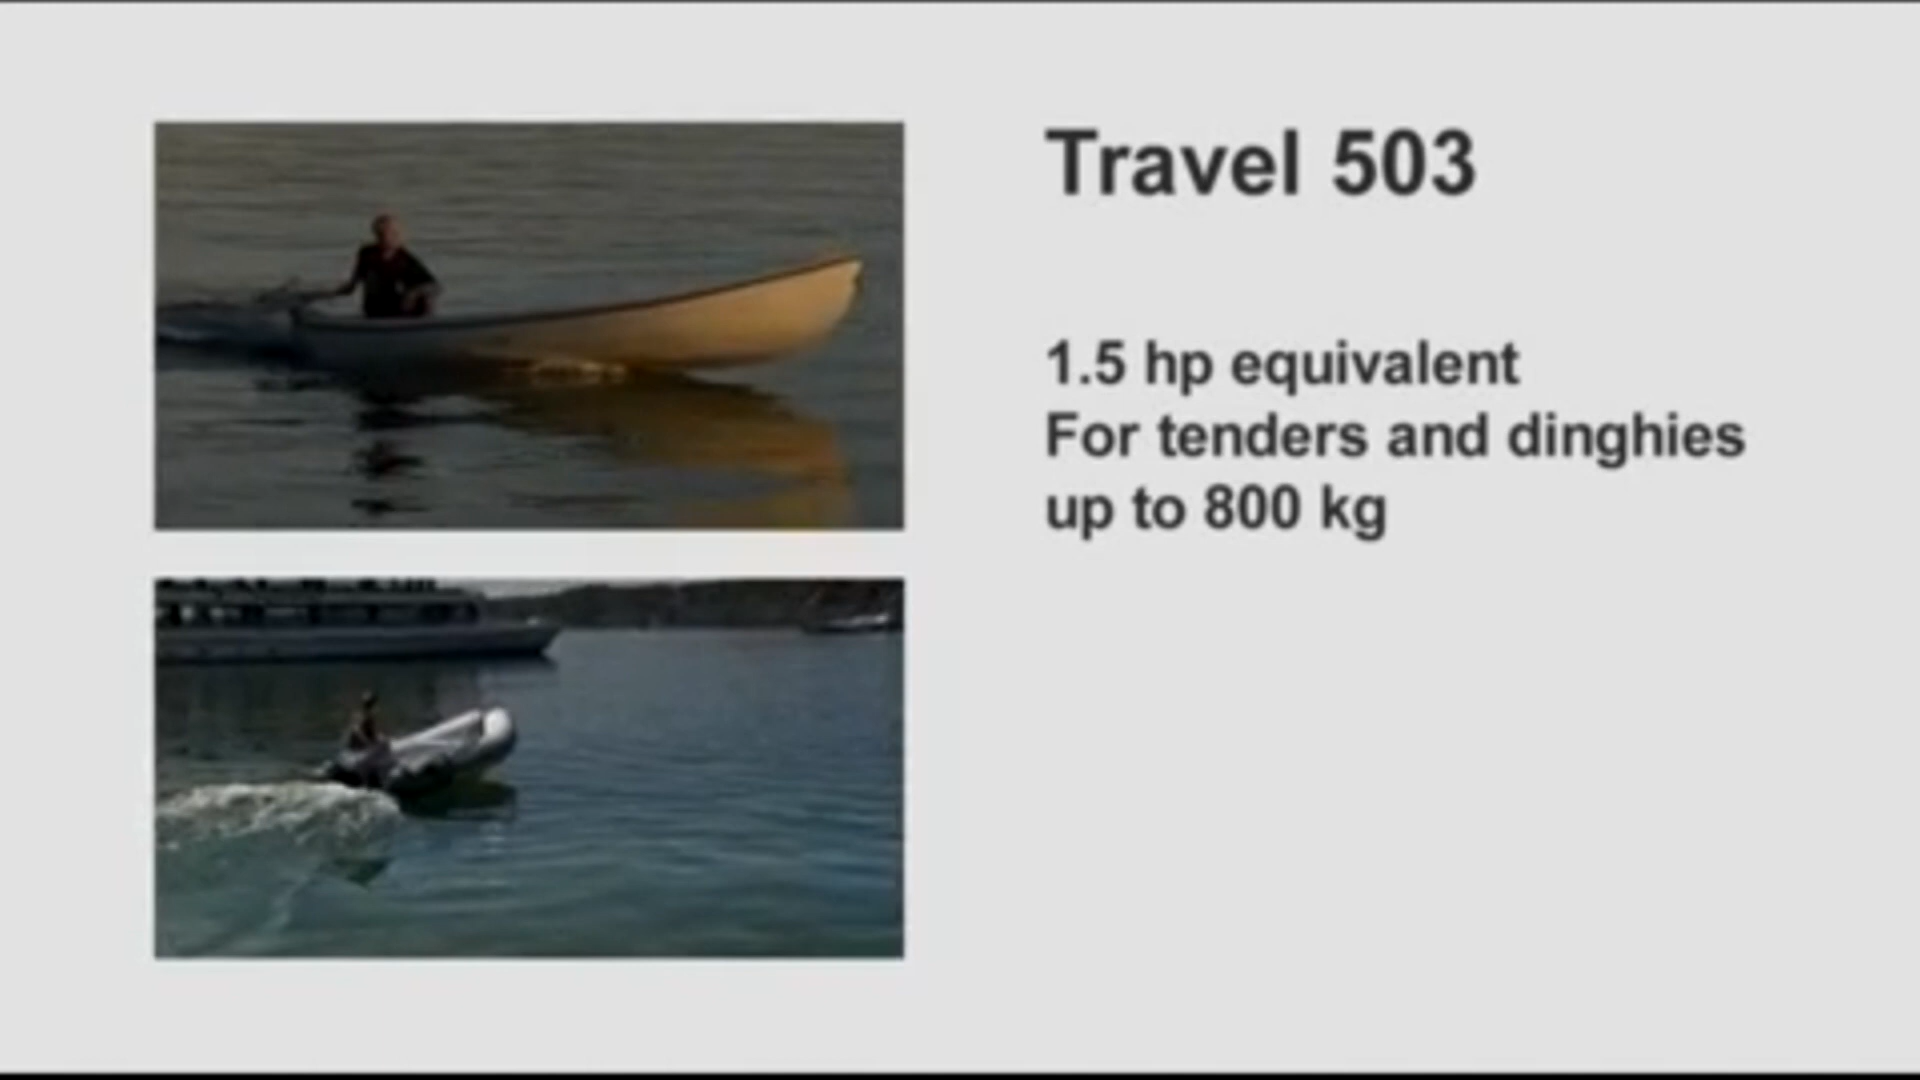 Travel 503
1.5 hp equivalent
For tenders and dinghies
up to 800 kg